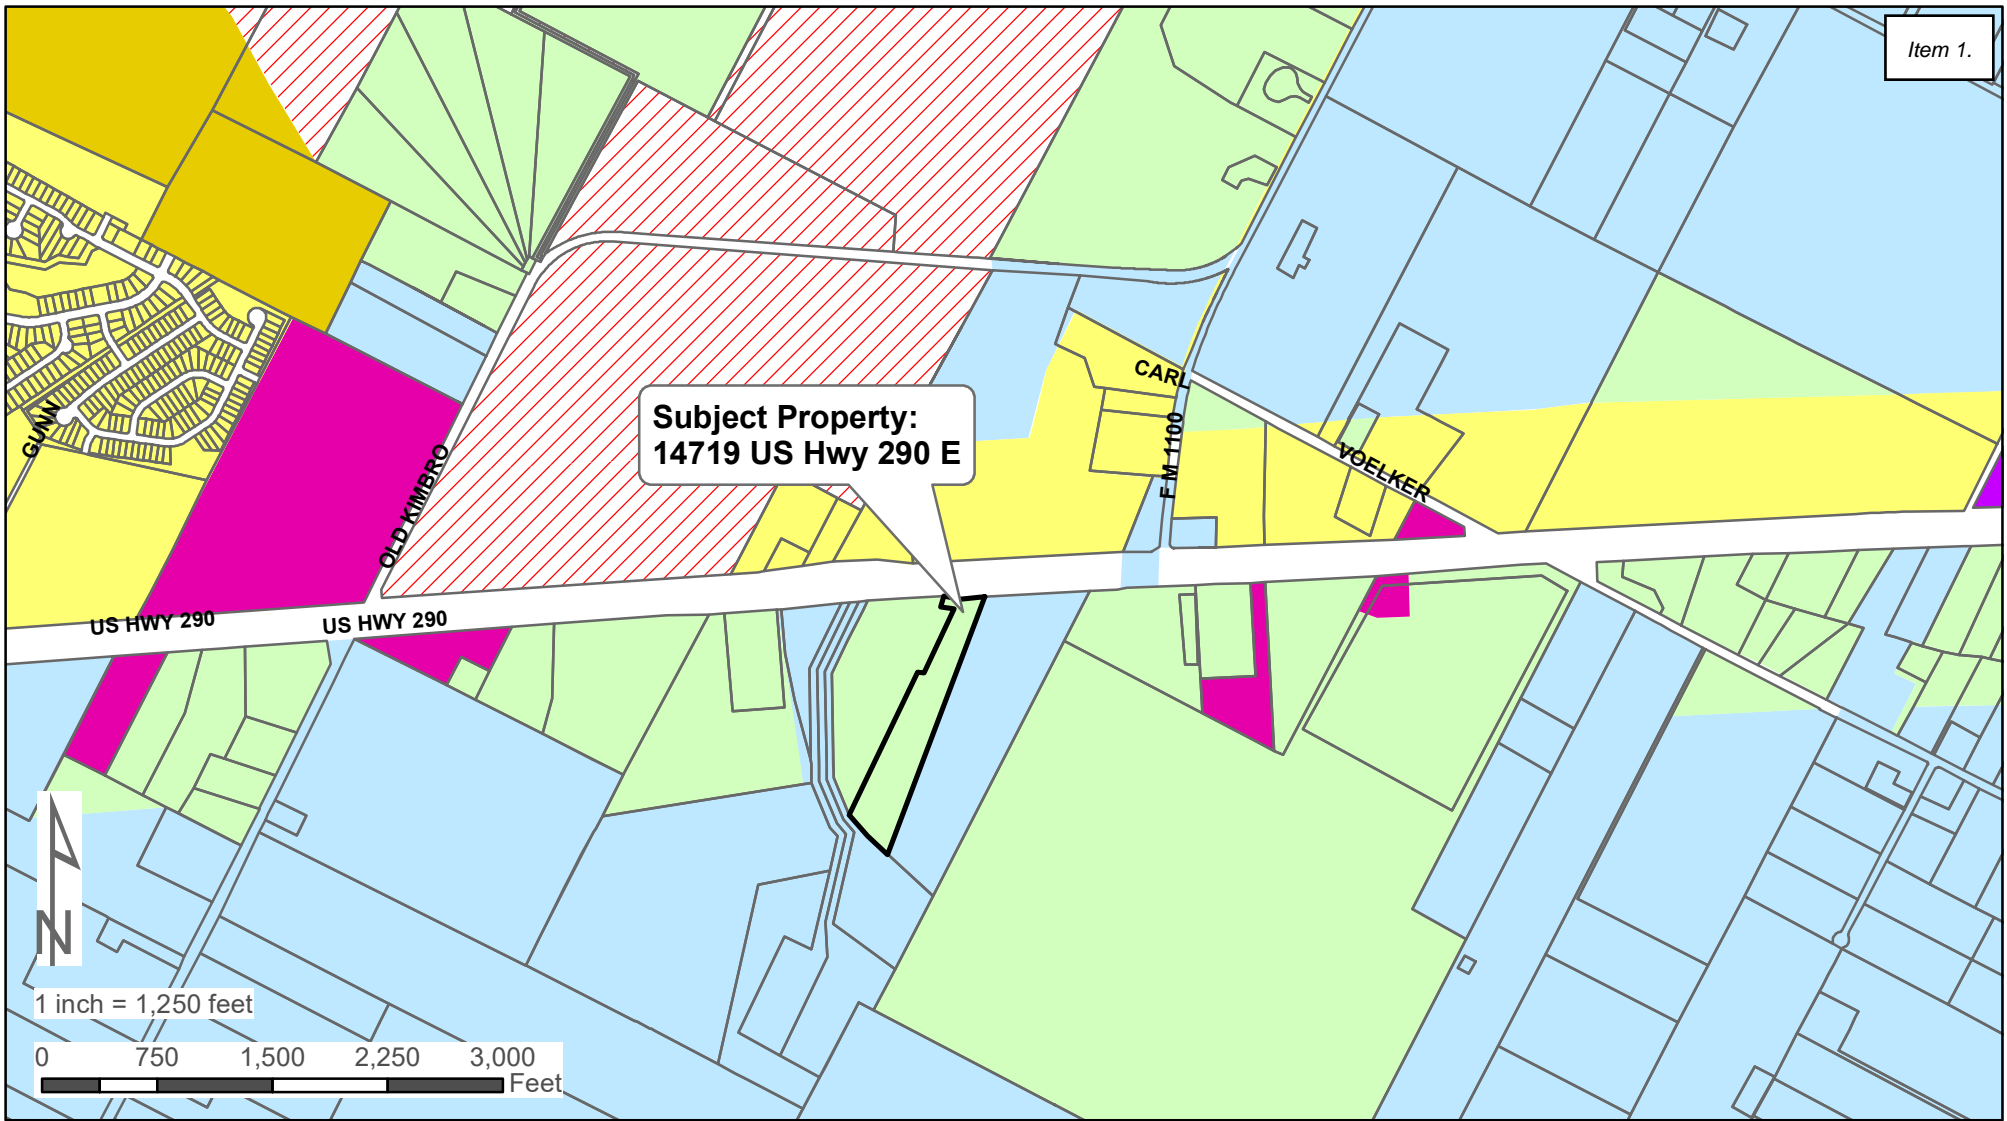 Item 1.
CARL
Subject Property:
14719 US Hwy 290 E
GUNN
OLD KIMBRO
F M 1100
VOELKER
US HWY 290
US HWY 290
N
1 inch = 1,250 feet
0 750 1,500 2,250 3,000
Feet